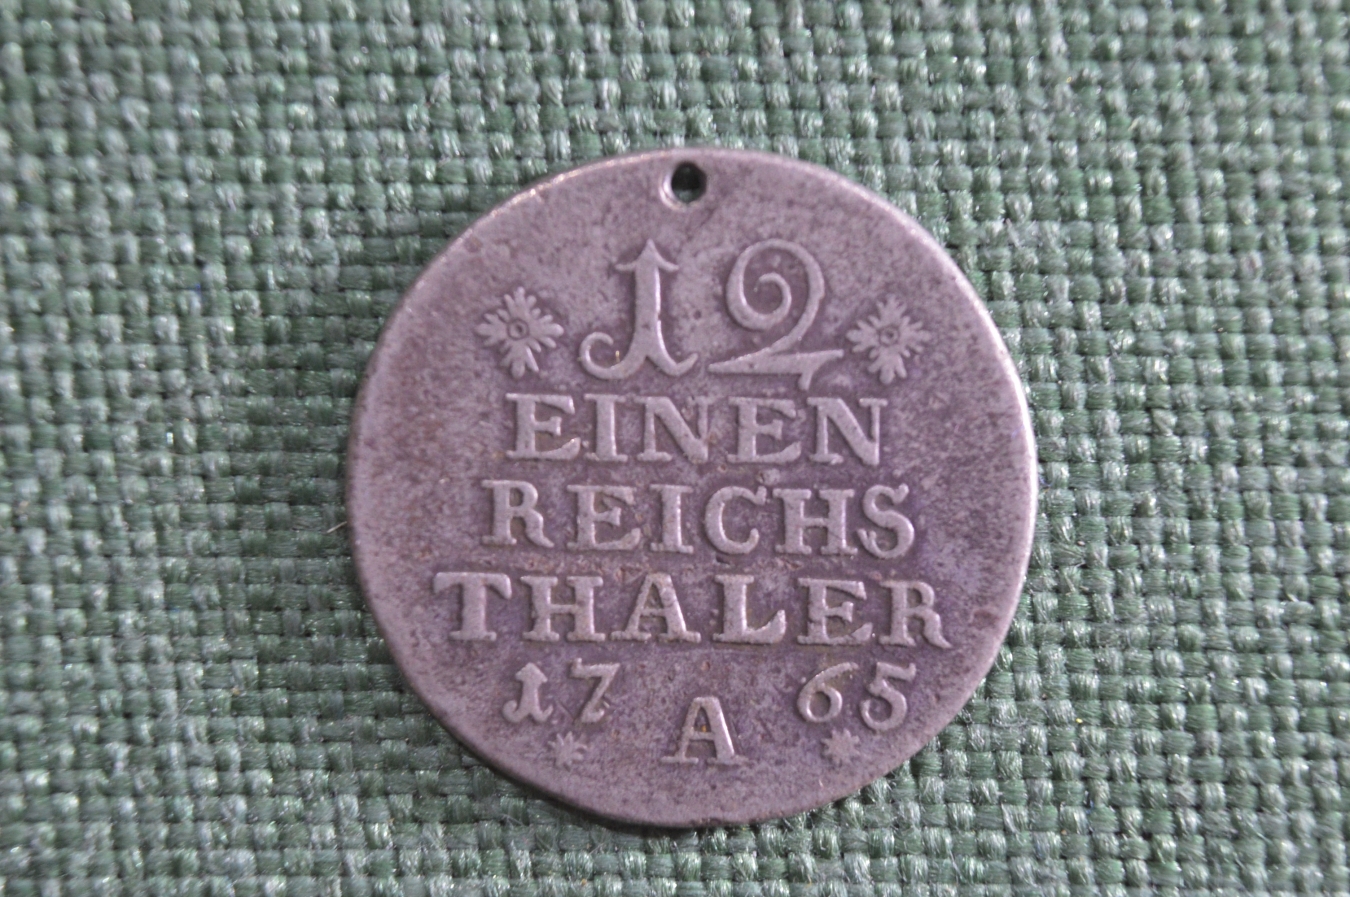 12
EINEN
REICHS
THALER
17 A 65